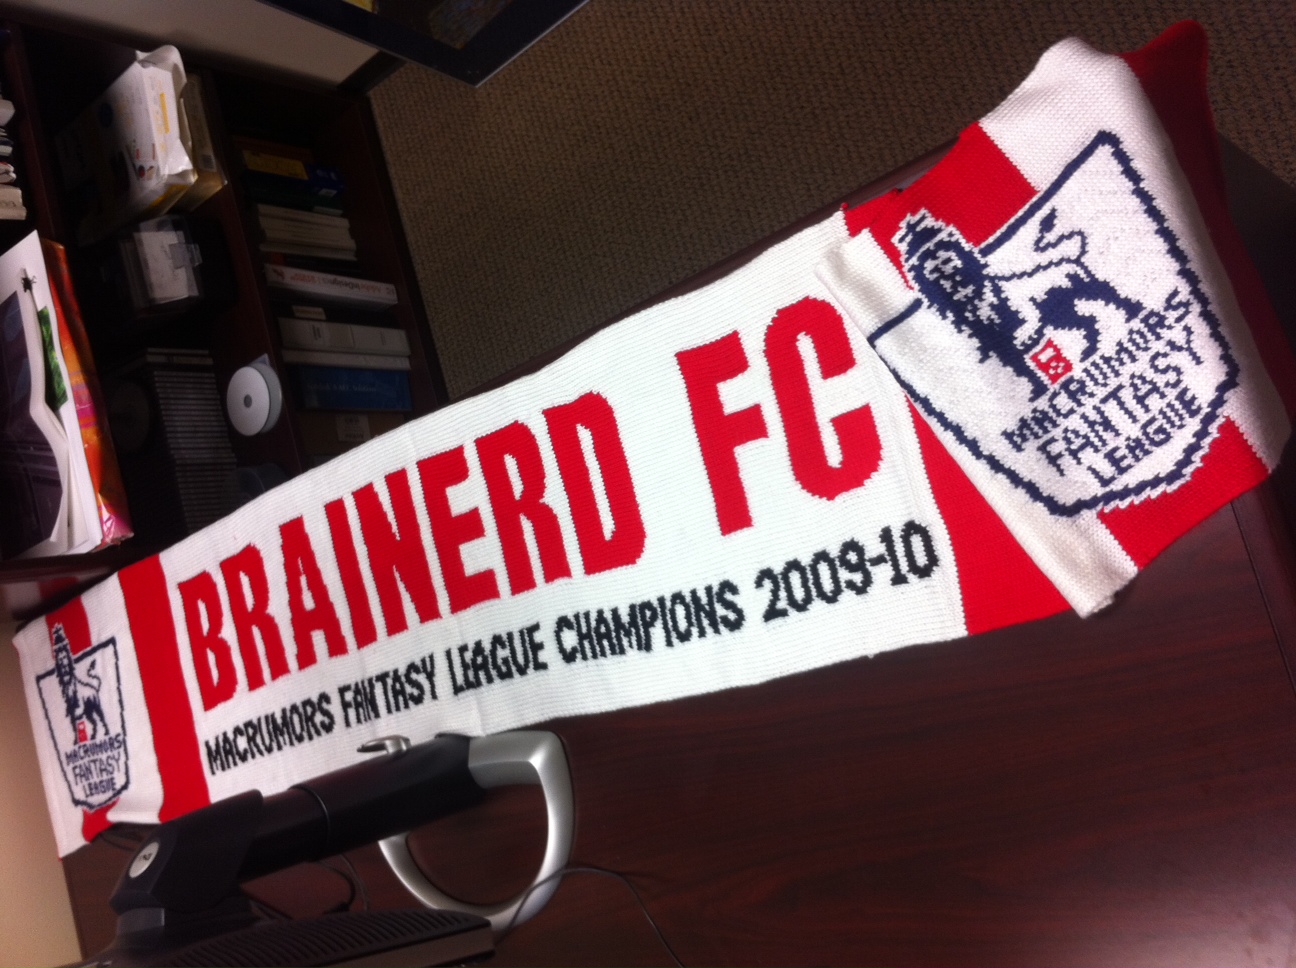 BRAINERD FC
MACRUMORS FANTASY LEAGUE CHAMPIONS 2009-10
MACRUMORS
FANTASY
LEAGUE
MACRUMORS
FANTASY
LEAGUE